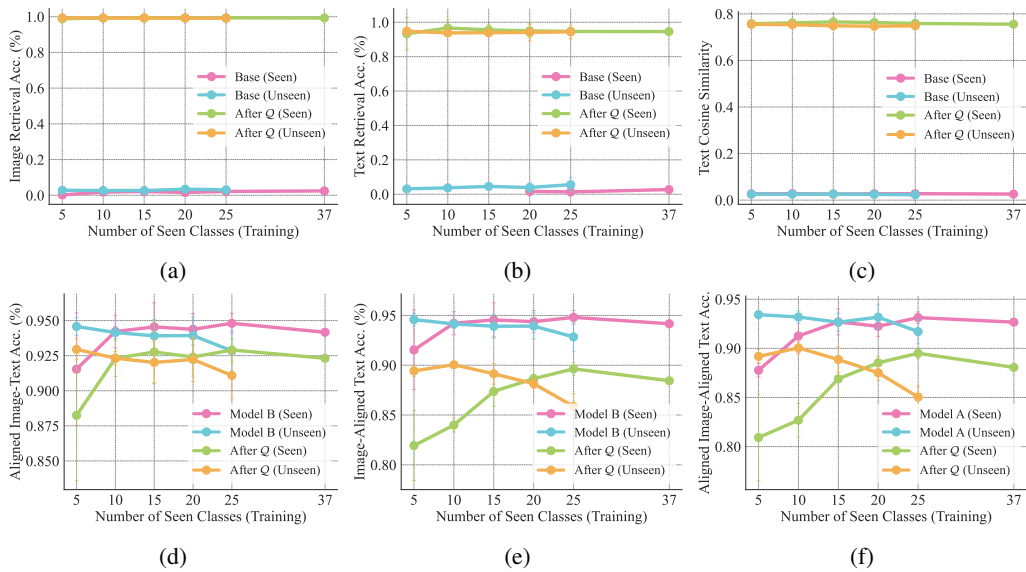 Image Retrieval Acc. (%)
1.0
0.8
0.6
0.4
0.2
0.0
Base (Seen)
Base (Unseen)
After Q (Seen)
After Q (Unseen)
5 10 15 20 25 37
Number of Seen Classes (Training)
(a)
Text Retrieval Acc. (%)
1.0
0.8
0.6
0.4
0.2
0.0
Base (Seen)
Base (Unseen)
After Q (Seen)
After Q (Unseen)
5 10 15 20 25 37
Number of Seen Classes (Training)
(b)
Text Cosine Similarity
0.8
0.6
0.4
0.2
0.0
Base (Seen)
Base (Unseen)
After Q (Seen)
After Q (Unseen)
5 10 15 20 25 37
Number of Seen Classes (Training)
(c)
Aligned Image-Text Acc. (%)
0.950
0.925
0.900
0.875
0.850
Model B (Seen)
Model B (Unseen)
After Q (Seen)
After Q (Unseen)
5 10 15 20 25 37
Number of Seen Classes (Training)
(d)
Image-Aligned Text Acc. (%)
0.95
0.90
0.85
0.80
Model B (Seen)
Model B (Unseen)
After Q (Seen)
After Q (Unseen)
5 10 15 20 25 37
Number of Seen Classes (Training)
(e)
Aligned Image-Aligned Text Acc.
0.95
0.90
0.85
0.80
Model A (Seen)
Model A (Unseen)
After Q (Seen)
After Q (Unseen)
5 10 15 20 25 37
Number of Seen Classes (Training)
(f)